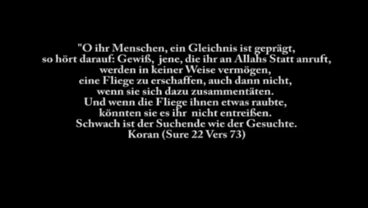 "O ihr Menschen, ein Gleichnis ist geprägt,
so hört darauf: Gewiß, jene, die ihr an Allahs Statt anruft,
werden in keiner Weise vermögen,
eine Fliege zu erschaffen, auch dann nicht,
wenn sie sich dazu zusammentäten.
Und wenn die Fliege ihnen etwas raubte,
könnten sie es ihr nicht entreißen.
Schwach ist der Suchende wie der Gesuchte.
Koran (Sure 22 Vers 73)